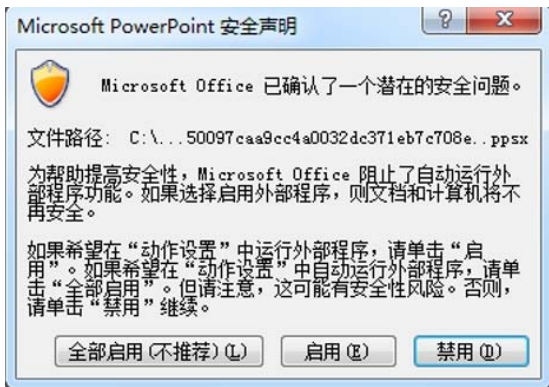 Microsoft PowerPoint 安全声明
Microsoft Office 已确认了一个潜在的安全问题。
文件路径: C:\...50097caa9cc4a0032dc371eb7c708e..ppsx
为帮助提高安全性，Microsoft Office 阻止了自动运行外
部程序功能。如果选择启用外部程序，则文档和计算机将不
再安全。
如果希望在“动作设置”中运行外部程序，请单击“启
用”。如果希望在“动作设置”中自动运行外部程序，请单
击“全部启用”。但请注意，这可能有安全性风险。否则，
请单击“禁用”继续。
全部启用(不推荐)(L) 启用(E) 禁用(D)